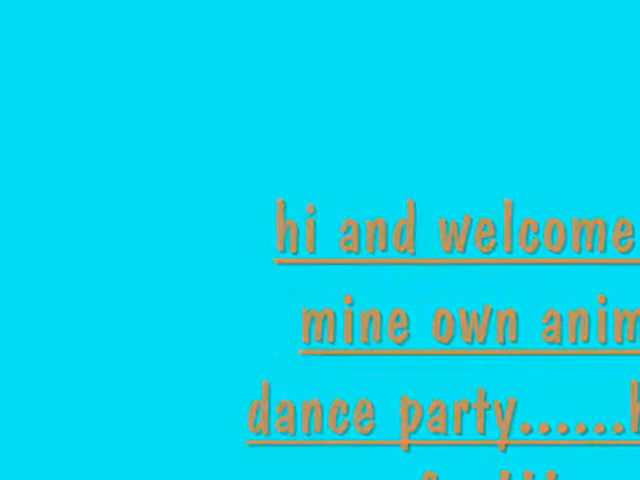 hi and welcome
mine own anim
dance party......h